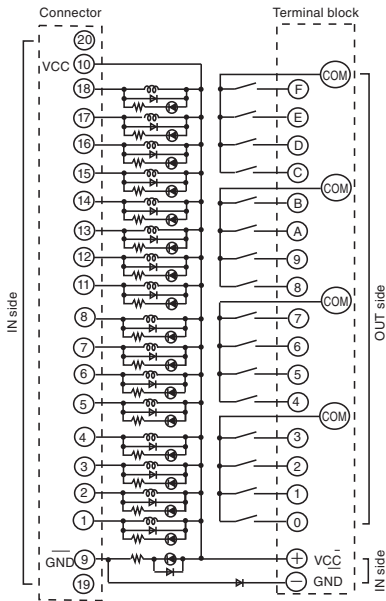 Connector Terminal block
20
VCC 10 COM
18 F
17 E
16 D
15 C
COM
14 B
13 A
12 9
11 8
COM
8 7
7 6
6 5
5 4
COM
4 3
3 2
2 1
1 0
GND 9 + VCC
19 − GND
IN side
OUT side
IN side